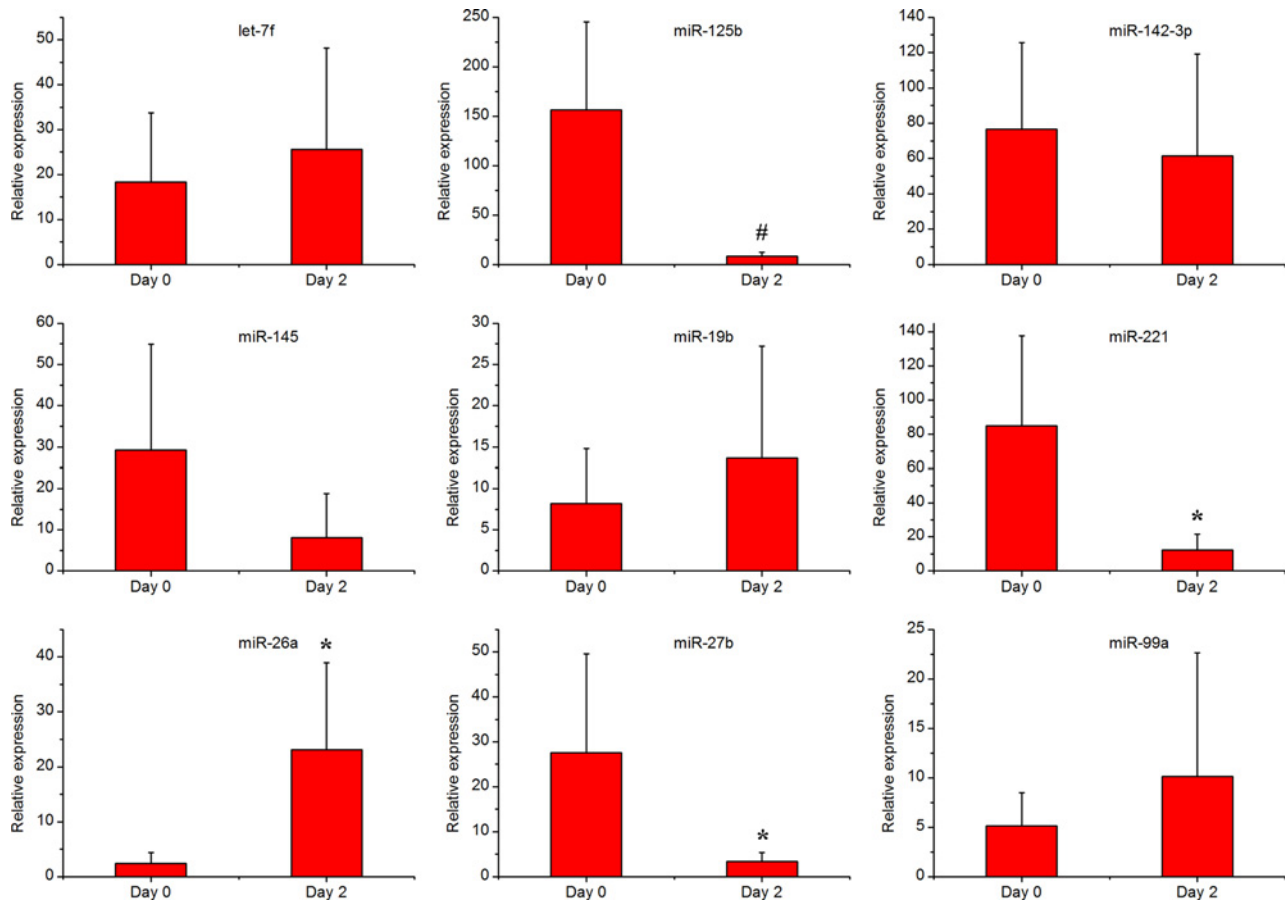 let-7f
Relative expression
50
40
30
20
10
0
Day 0 Day 2
miR-125b
Relative expression
250
200
150
100
50
0
#
Day 0 Day 2
miR-142-3p
Relative expression
140
120
100
80
60
40
20
0
Day 0 Day 2
miR-145
Relative expression
60
50
40
30
20
10
0
Day 0 Day 2
miR-19b
Relative expression
30
25
20
15
10
5
0
Day 0 Day 2
miR-221
Relative expression
140
120
100
80
60
40
20
0
*
Day 0 Day 2
miR-26a
Relative expression
*
40
30
20
10
0
Day 0 Day 2
miR-27b
Relative expression
50
40
30
20
10
0
*
Day 0 Day 2
miR-99a
Relative expression
25
20
15
10
5
0
Day 0 Day 2